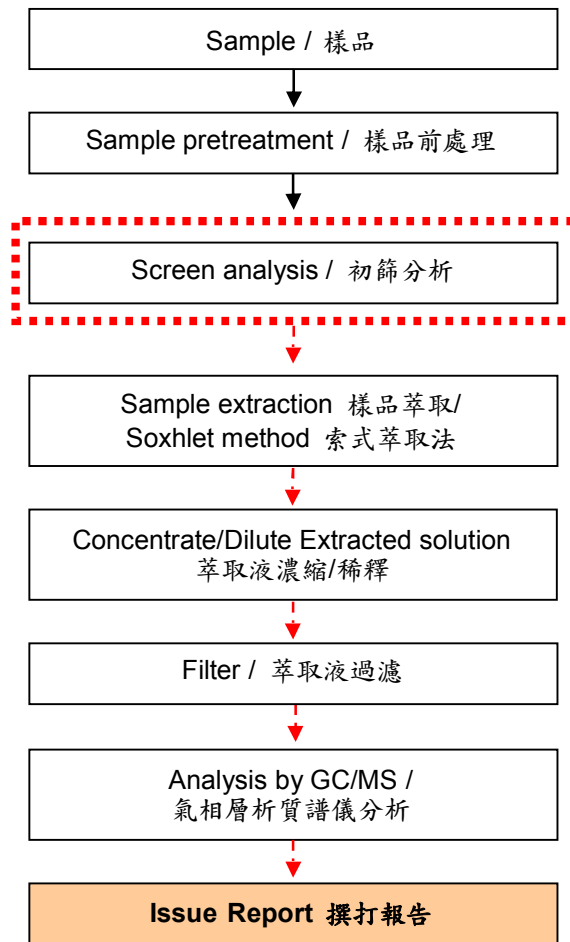 Sample / 樣品
Sample pretreatment / 樣品前處理
Screen analysis / 初篩分析
Sample extraction 樣品萃取/
Soxhlet method 索式萃取法
Concentrate/Dilute Extracted solution
萃取液濃縮/稀釋
Filter / 萃取液過濾
Analysis by GC/MS /
氣相層析質譜儀分析
Issue Report 撰打報告